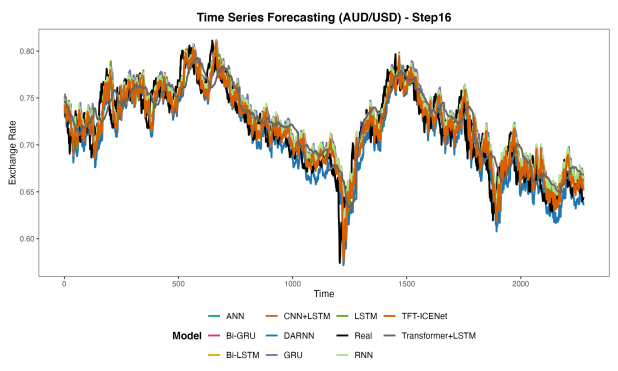 Time Series Forecasting (AUD/USD) - Step16
Exchange Rate
0.80
0.75
0.70
0.65
0.60
0 500 1000 1500 2000
Time
Model
ANN CNN+LSTM LSTM TFT-ICENet
Bi-GRU DARNN Real Transformer+LSTM
Bi-LSTM GRU RNN